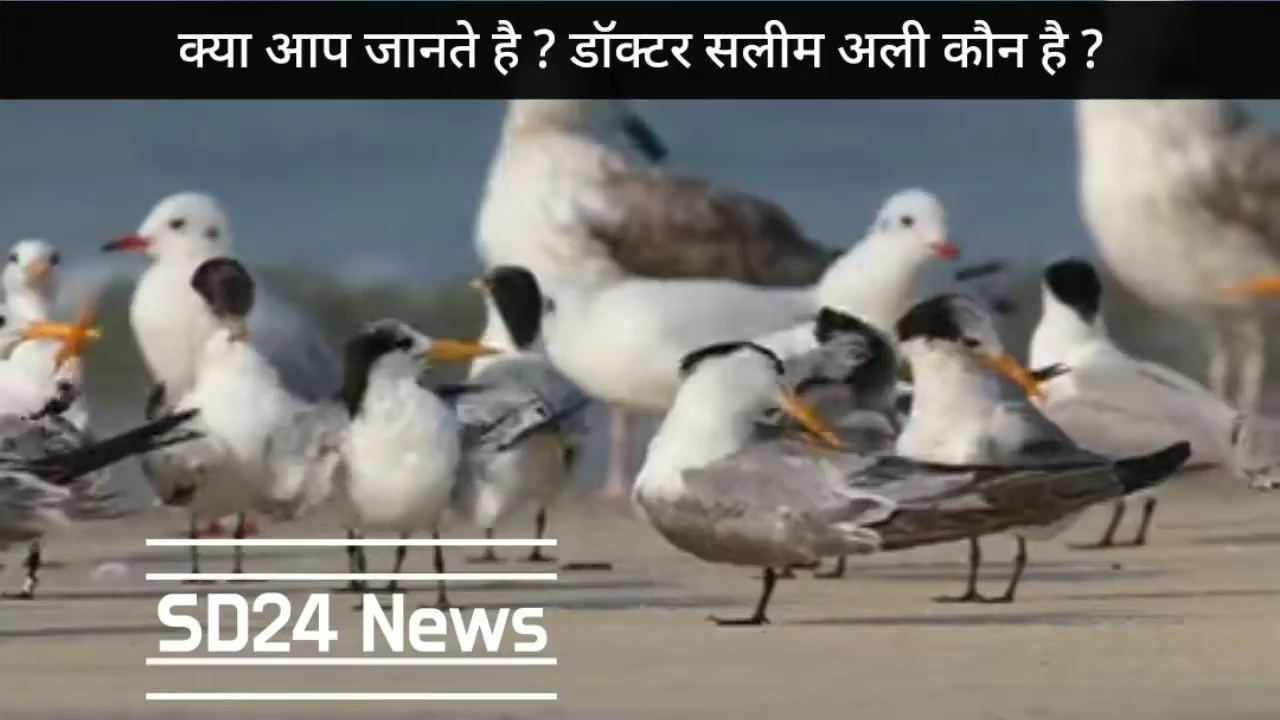 क्या आप जानते है ? डॉक्टर सलीम अली कौन है ?
SD24 News